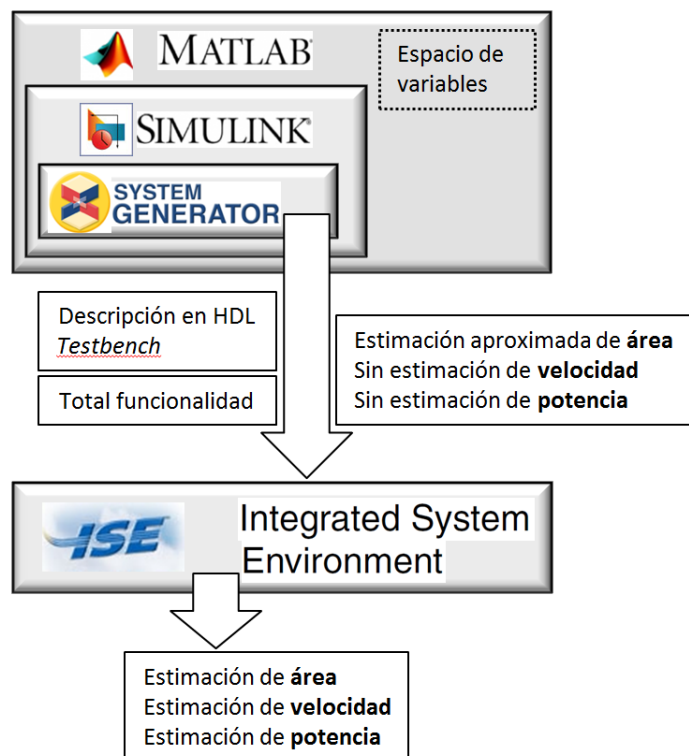 MATLAB®
Espacio de
variables
SIMULINK®
SYSTEM
GENERATOR
Descripción en HDL
Testbench
Total funcionalidad
Estimación aproximada de área
Sin estimación de velocidad
Sin estimación de potencia
ISE
Integrated System
Environment
Estimación de área
Estimación de velocidad
Estimación de potencia